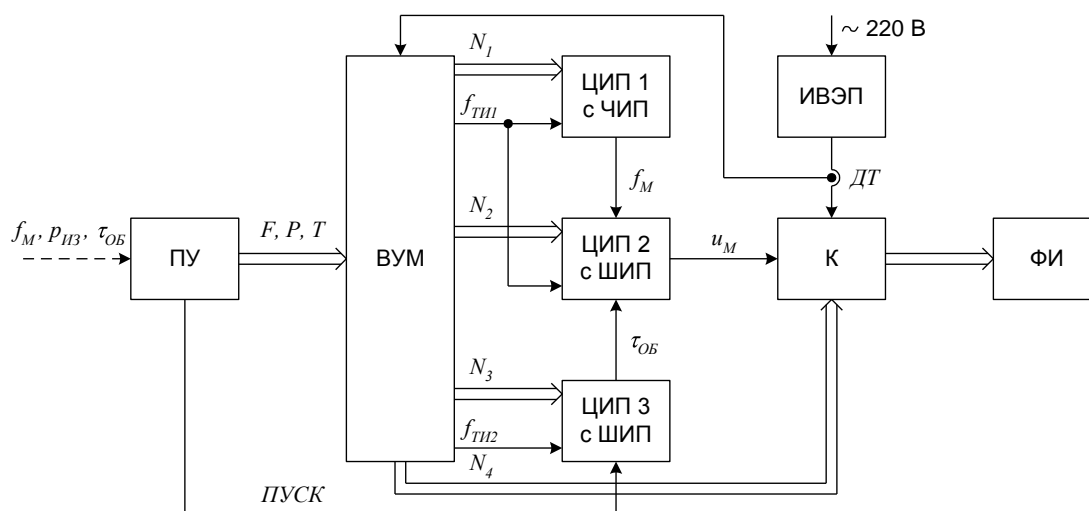 ∼ 220 В
N1
ЦИП 1
с ЧИП
ИВЭП
fТИ1
fМ
ДТ
N2
fМ, pИЗ, τОБ
ПУ
F, P, T
ВУМ
ЦИП 2
с ШИП
uМ
К
ФИ
τОБ
N3
ЦИП 3
с ШИП
fТИ2
N4
ПУСК